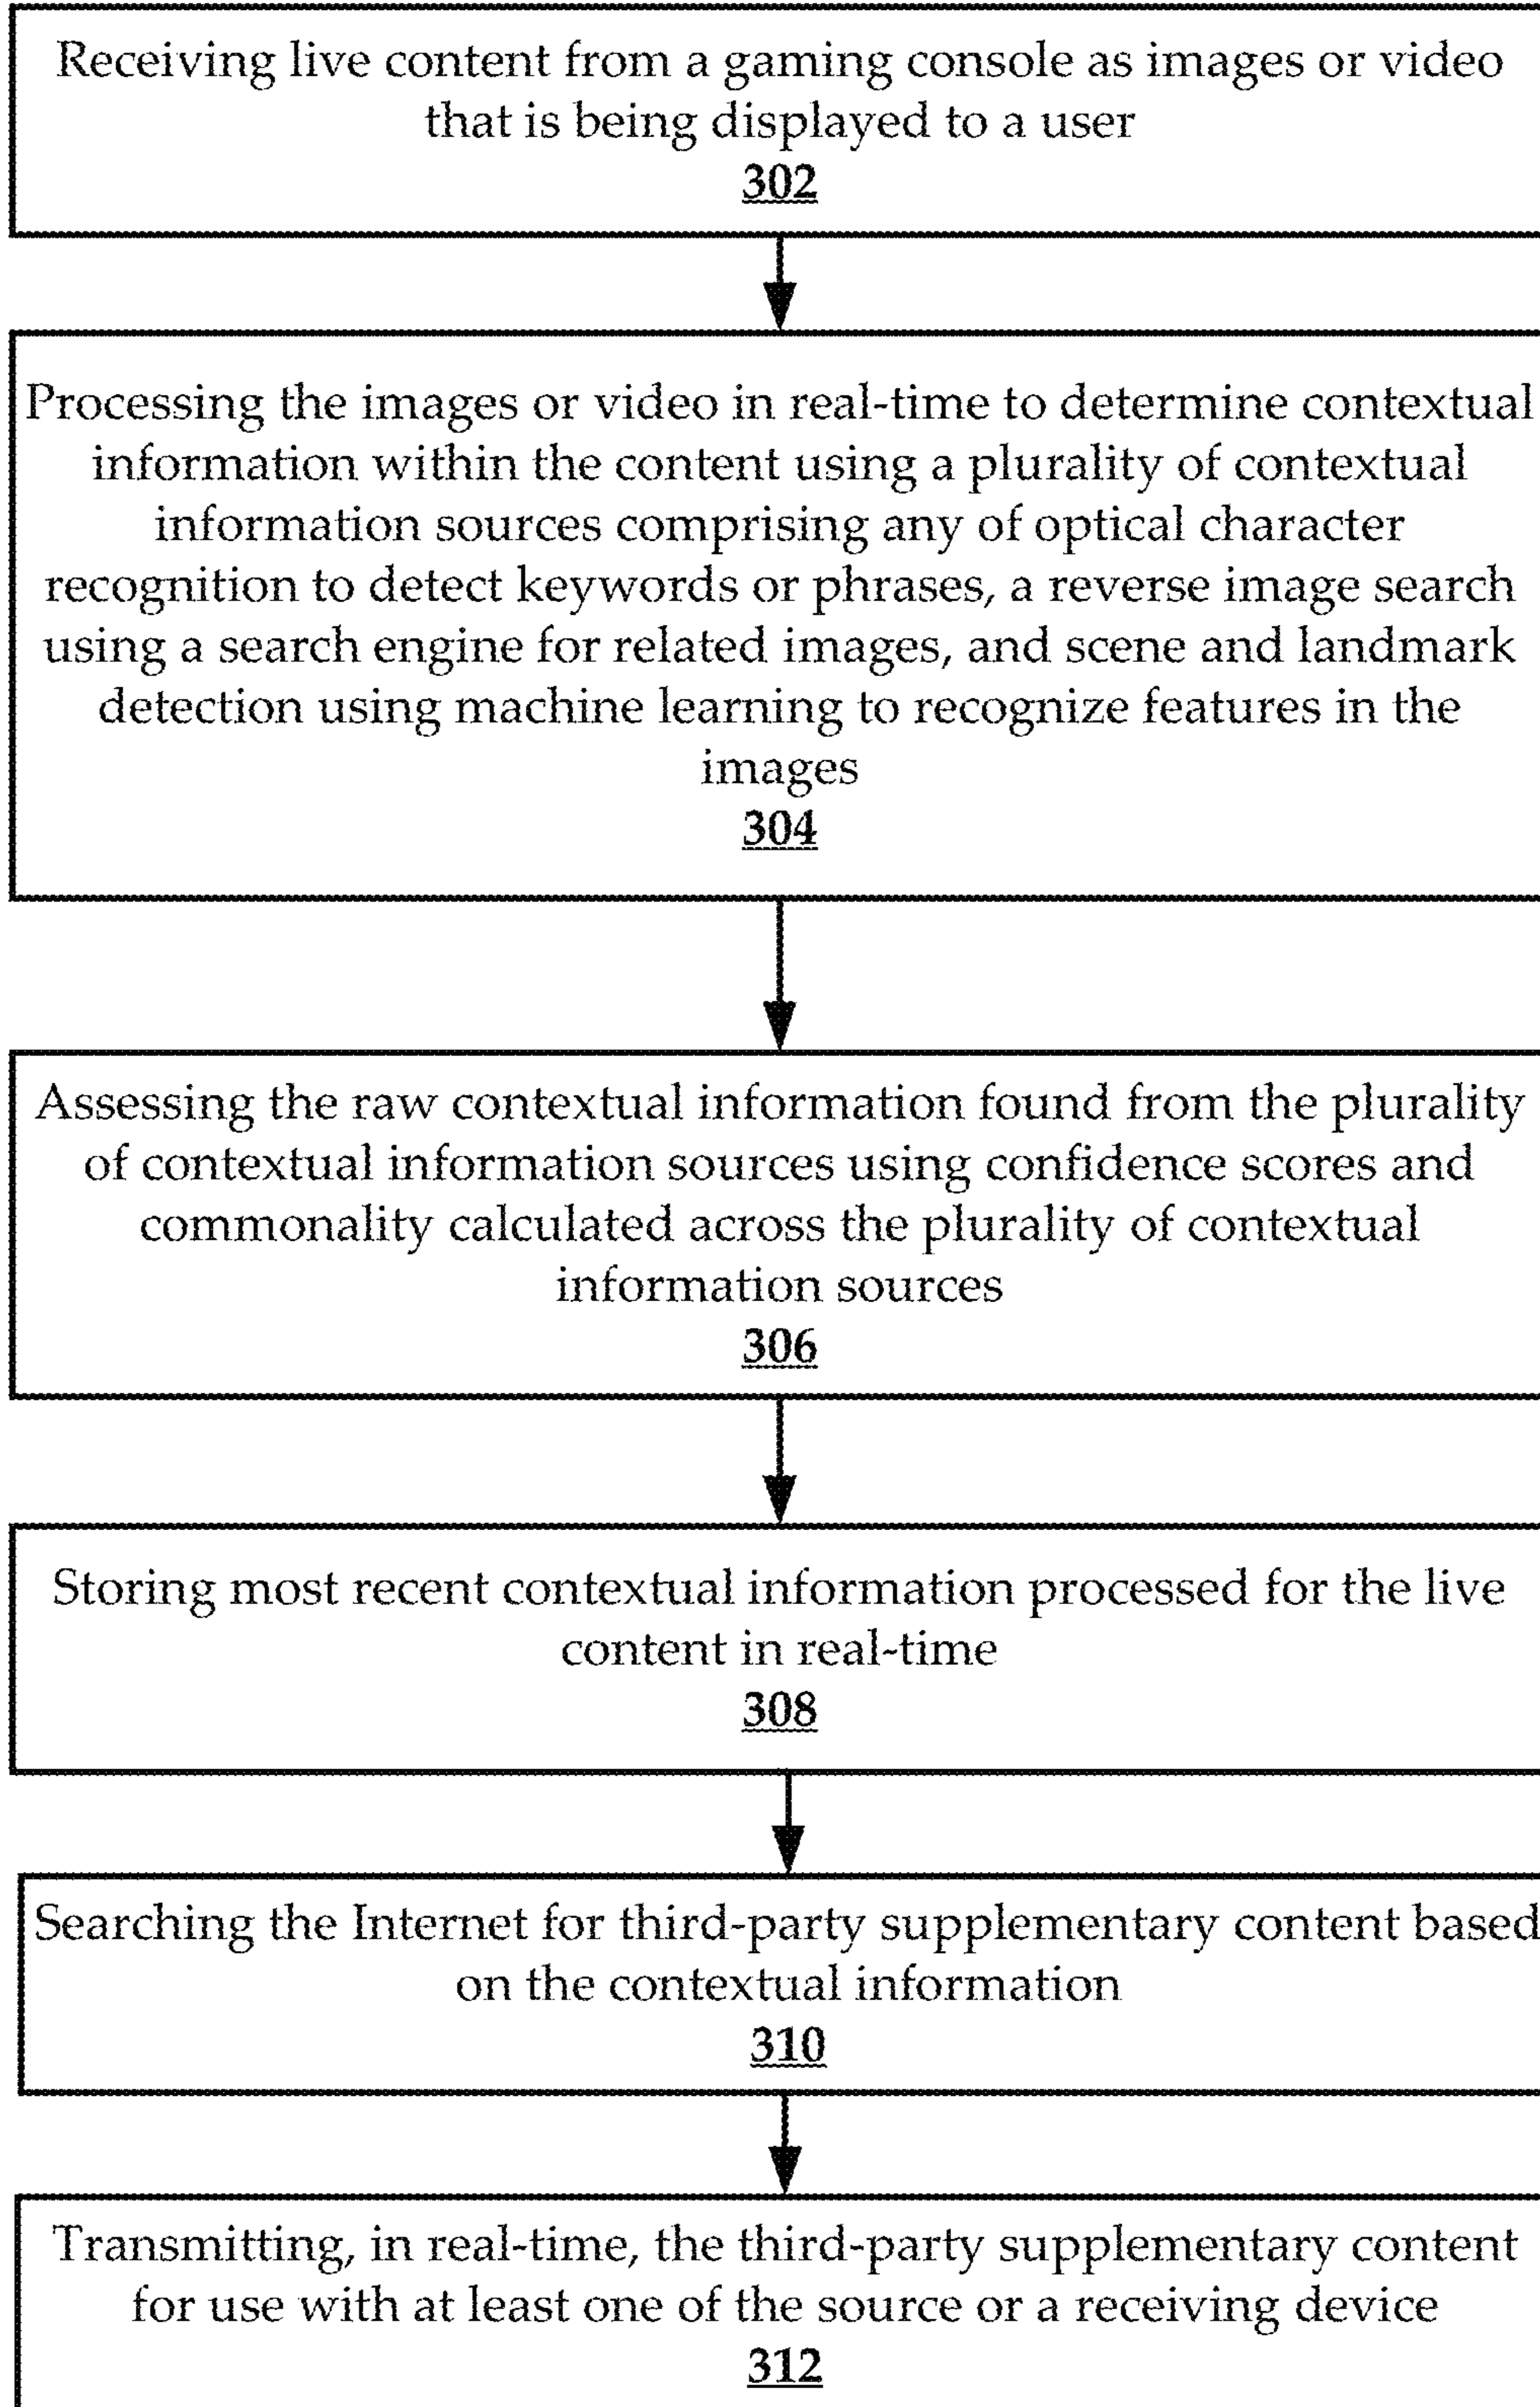 Receiving live content from a gaming console as images or video
that is being displayed to a user
302
Processing the images or video in real-time to determine contextual
information within the content using a plurality of contextual
information sources comprising any of optical character
recognition to detect keywords or phrases, a reverse image search
using a search engine for related images, and scene and landmark
detection using machine learning to recognize features in the
images
304
Assessing the raw contextual information found from the plurality
of contextual information sources using confidence scores and
commonality calculated across the plurality of contextual
information sources
306
Storing most recent contextual information processed for the live
content in real-time
308
Searching the Internet for third-party supplementary content based
on the contextual information
310
Transmitting, in real-time, the third-party supplementary content
for use with at least one of the source or a receiving device
312